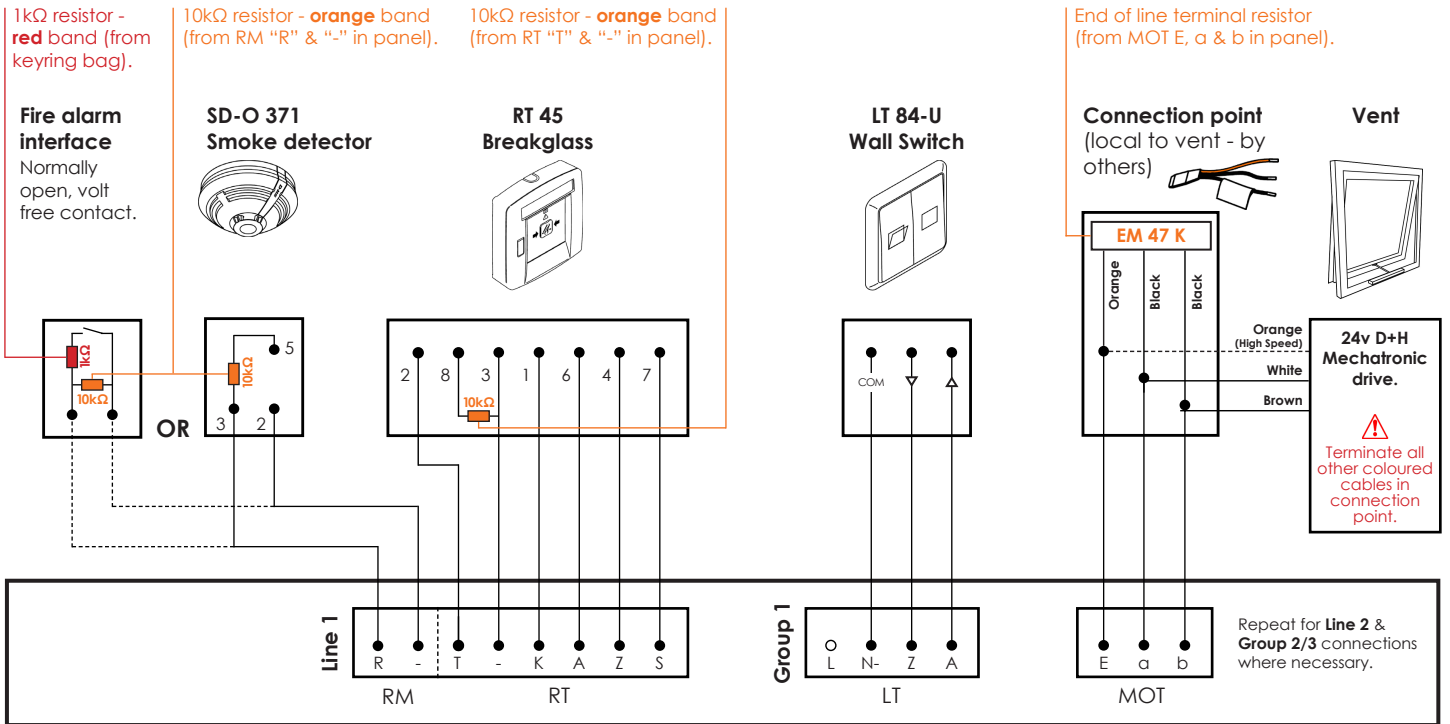 1kΩ resistor -
red band (from
keyring bag).
10kΩ resistor - orange band
(from RM “R” & “-” in panel).
10kΩ resistor - orange band
(from RT “T” & “-” in panel).
End of line terminal resistor
(from MOT E, a & b in panel).
Fire alarm
interface
Normally
open, volt
free contact.
SD-O 371
Smoke detector
RT 45
Breakglass
LT 84-U
Wall Switch
Connection point
(local to vent - by
others)
Vent
EM 47 K
Orange
Black
Black
1kΩ
10kΩ
OR
10kΩ
5
3
2
2
8
3
1
6
4
7
10kΩ
COM
Orange
(High Speed)
White
Brown
24v D+H
Mechatronic
drive.
Terminate all
other coloured
cables in
connection
point.
Line 1
R
-
T
-
K
A
Z
S
RM
RT
Group 1
L
N-
Z
A
LT
E
a
b
MOT
Repeat for Line 2 &
Group 2/3 connections
where necessary.